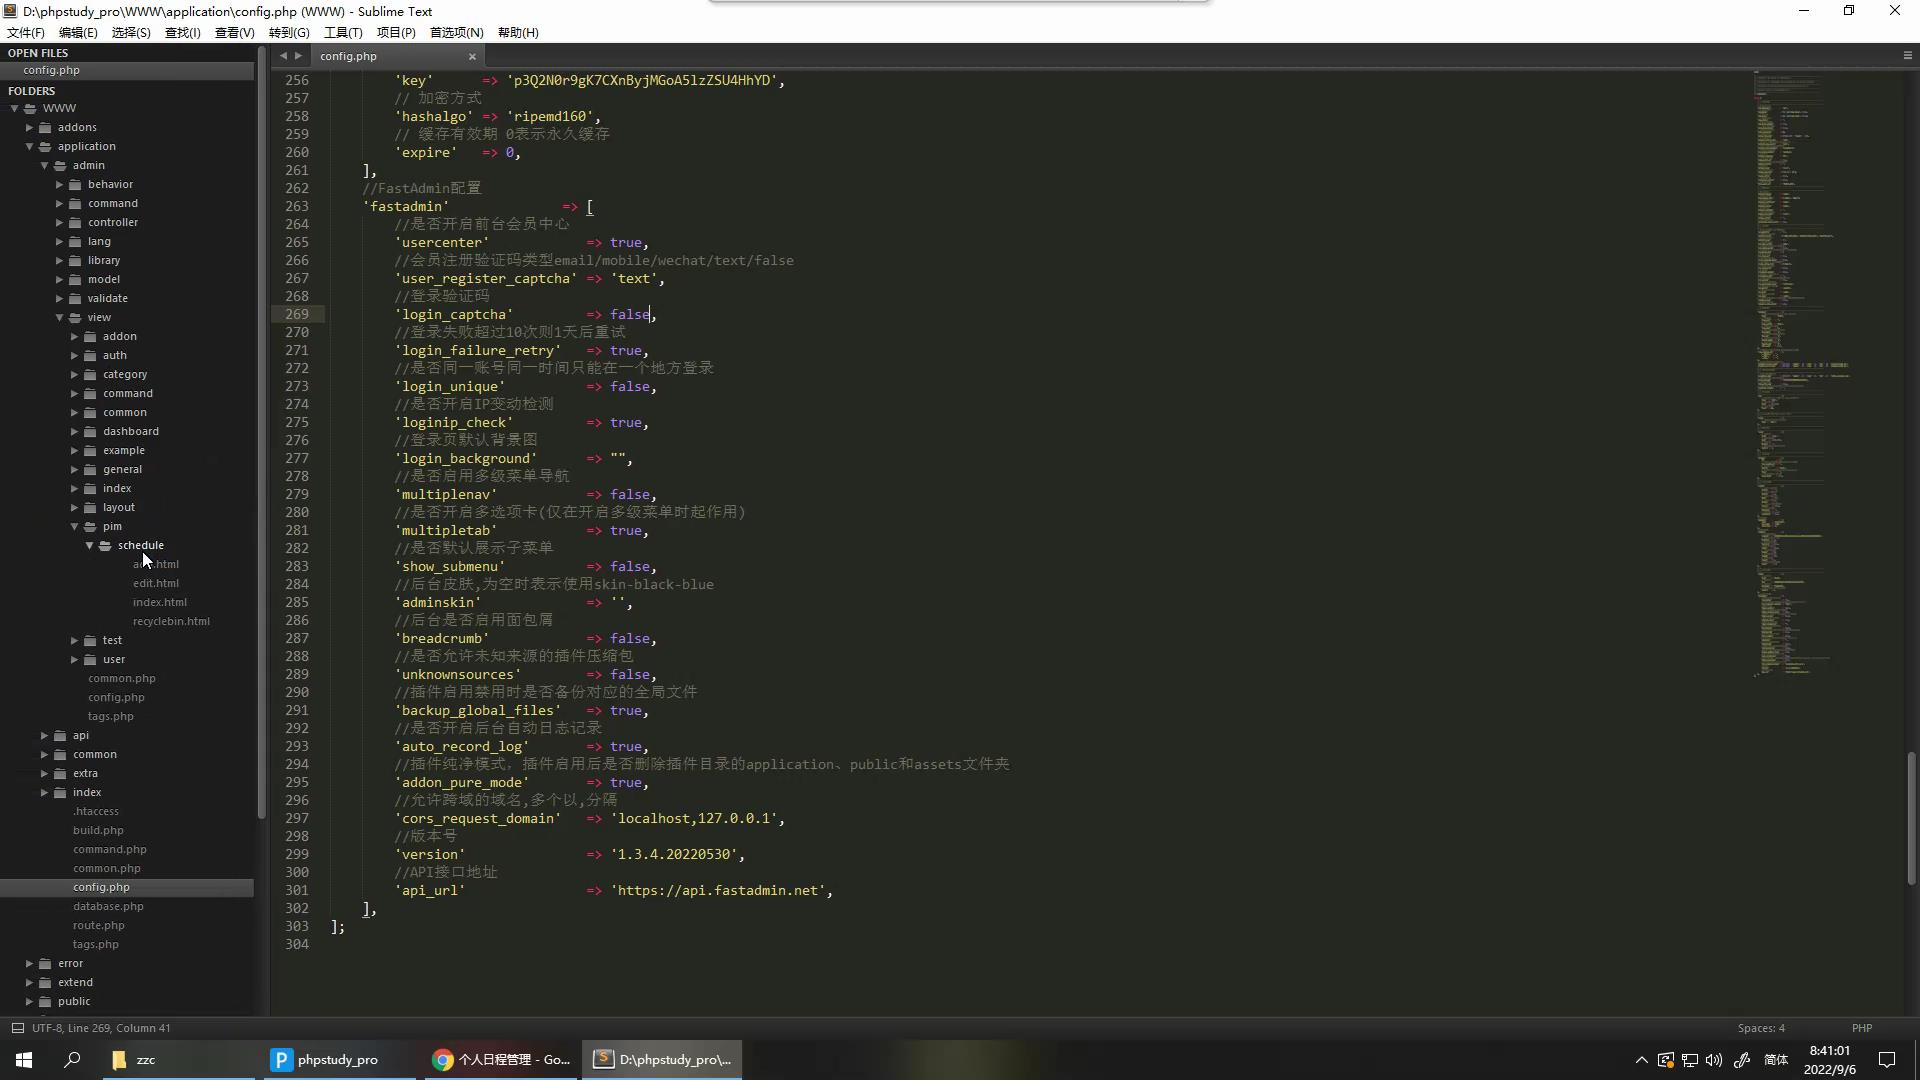 D:\phpstudy_pro\WWW\application\config.php (WWW) - Sublime Text
文件(F) 编辑(E) 选择(S) 查找(I) 查看(V) 转到(G) 工具(T) 项目(P) 首选项(N) 帮助(H)
OPEN FILES
config.php
FOLDERS
WWW
addons
application
admin
behavior
command
controller
lang
library
model
validate
view
addon
auth
category
command
common
dashboard
example
general
index
layout
pim
schedule
edit.html
index.html
recyclebin.html
test
user
common.php
config.php
tags.php
api
common
extra
index
.htaccess
build.php
command.php
common.php
config.php
database.php
route.php
tags.php
error
extend
public
config.php ×
256 'key' => 'p3Q2N0r9gK7CXnByjMGoA5lzZSU4HhYD',
257 // 加密方式
258 'hashalgo' => 'ripemd160',
259 // 缓存有效期 0表示永久缓存
260 'expire' => 0,
261 ],
262 //FastAdmin配置
263 'fastadmin' => [
264 //是否开启前台会员中心
265 'usercenter' => true,
266 //会员注册验证码类型email/mobile/wechat/text/false
267 'user_register_captcha' => 'text',
268 //登录验证码
269 'login_captcha' => false,
270 //登录失败超过10次则1天后重试
271 'login_failure_retry' => true,
272 //是否同一账号同一时间只能在一个地方登录
273 'login_unique' => false,
274 //是否开启IP变动检测
275 'loginip_check' => true,
276 //登录页默认背景图
277 'login_background' => "",
278 //是否启用多级菜单导航
279 'multiplenav' => false,
280 //是否开启多选项卡(仅在开启多级菜单时起作用)
281 'multipletab' => true,
282 //是否默认展示子菜单
283 'show_submenu' => false,
284 //后台皮肤,为空时表示使用skin-black-blue
285 'adminskin' => '',
286 //后台是否启用面包屑
287 'breadcrumb' => false,
288 //是否允许未知来源的插件压缩包
289 'unknownsources' => false,
290 //插件启用禁用时是否备份对应的全局文件
291 'backup_global_files' => true,
292 //是否开启后台自动日志记录
293 'auto_record_log' => true,
294 //插件纯净模式，插件启用后是否删除插件目录的application、public和assets文件夹
295 'addon_pure_mode' => true,
296 //允许跨域的域名,多个以,分隔
297 'cors_request_domain' => 'localhost,127.0.0.1',
298 //版本号
299 'version' => '1.3.4.20220530',
300 //API接口地址
301 'api_url' => 'https://api.fastadmin.net',
302 ],
303 ];
304
UTF-8, Line 269, Column 41 Spaces: 4 PHP
zzc phpstudy_pro 个人日程管理 - Go... D:\phpstudy_pro\... 简体 8:41:01
2022/9/6